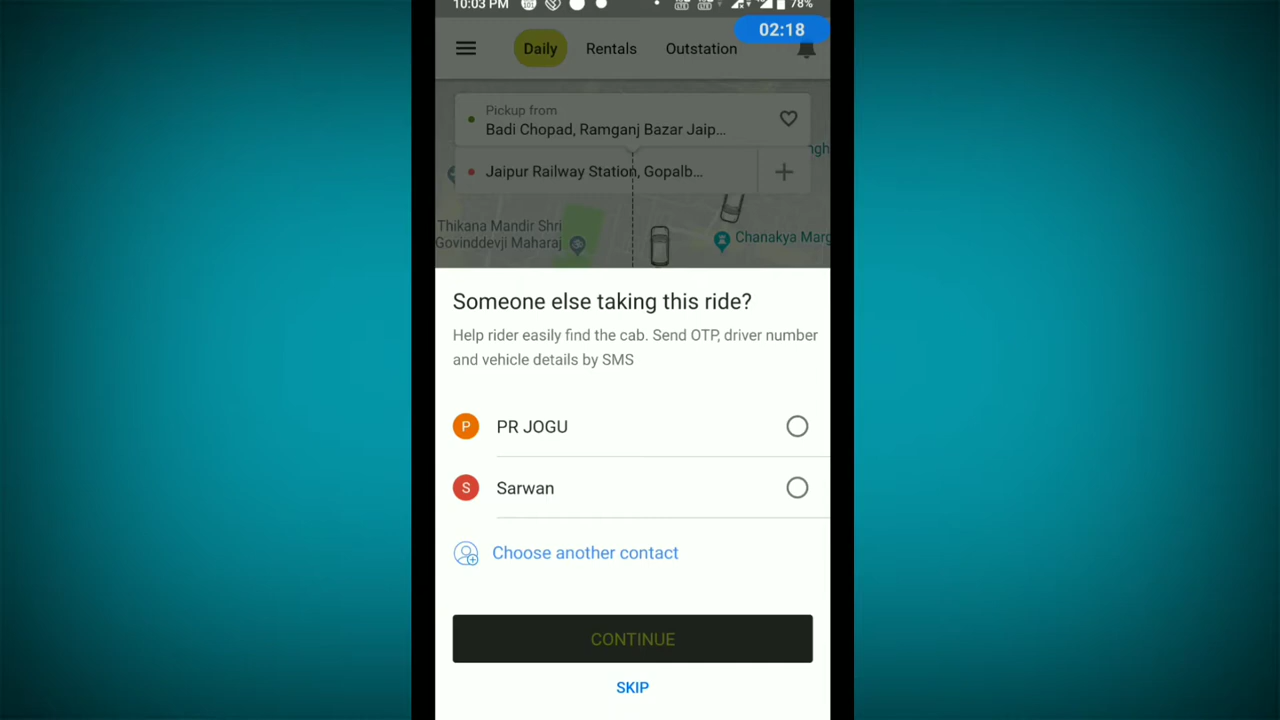 10:03 PM
78%
02:18
Daily
Rentals
Outstation
Pickup from
Badi Chopad, Ramganj Bazar Jaip...
Jaipur Railway Station, Gopalb...
Thikana Mandir Shri
Govinddevji Maharaj
Chanakya Marg
Someone else taking this ride?
Help rider easily find the cab. Send OTP, driver number
and vehicle details by SMS
P PR JOGU
S Sarwan
Choose another contact
CONTINUE
SKIP